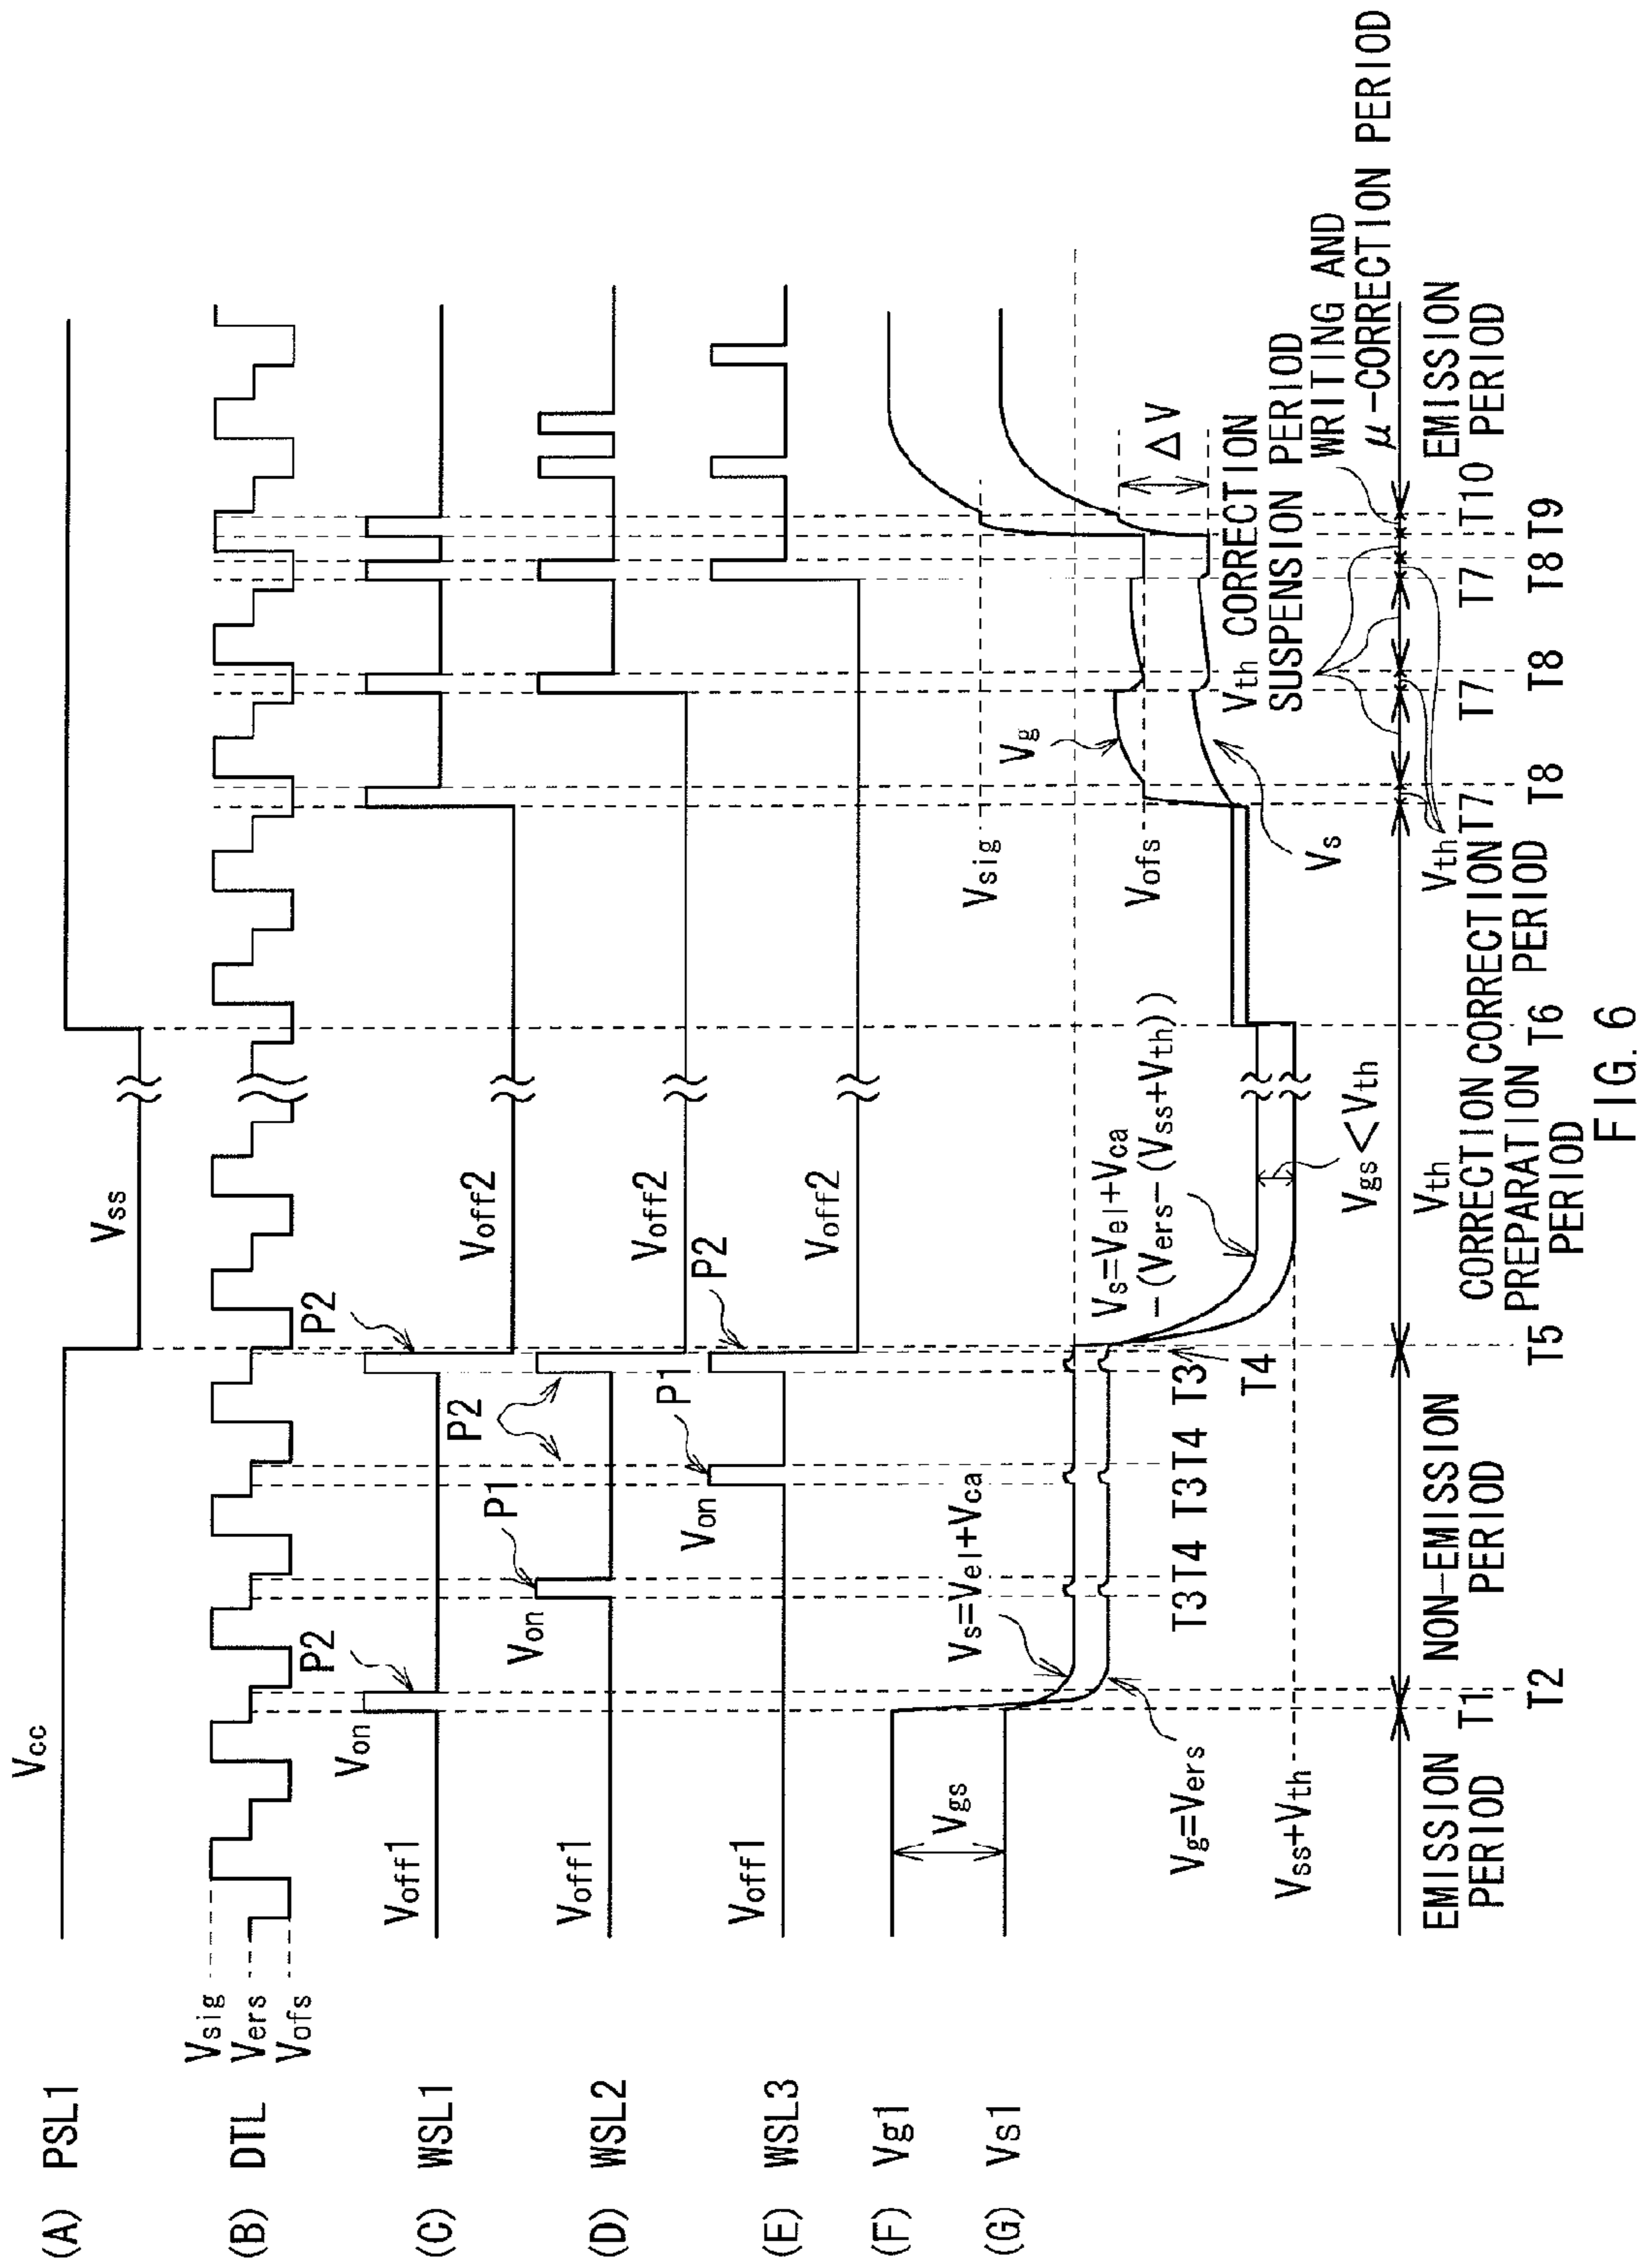 (A) PSL1
Vcc
Vss
(B) DTL
Vsig
Vers
Vofs
(C) WSL1
Voff1
Von
P2
P2
Voff2
(D) WSL2
Voff1
Von
P1
P2
Voff2
(E) WSL3
Voff1
Von
P1
P2
Voff2
(F) Vg1
(G) Vs1
Vgs
Vs=Vel+Vca
Vg=Vers
Vss+Vth
Vs=Vel+Vca
-(Vers-(Vss+Vth))
Vgs<Vth
Vsig
Vofs
Vg
Vs
ΔV
T3T4 T3T4 T3
T4
Vth CORRECTION
SUSPENSION PERIOD
WRITING AND
μ-CORRECTION PERIOD
EMISSION
PERIOD
T1
T2
NON-EMISSION
PERIOD
T5
Vth
CORRECTION
PREPARATION
PERIOD
T6
Vth
CORRECTION
PERIOD
T7 T8 T7 T8 T7 T8 T9 T10
EMISSION
PERIOD
FIG. 6